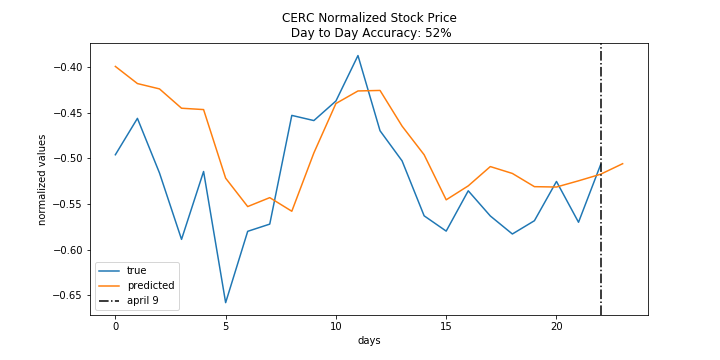 CERC Normalized Stock Price
Day to Day Accuracy: 52%
normalized values
−0.40
−0.45
−0.50
−0.55
−0.60
−0.65
true
predicted
april 9
0
5
10
15
20
days